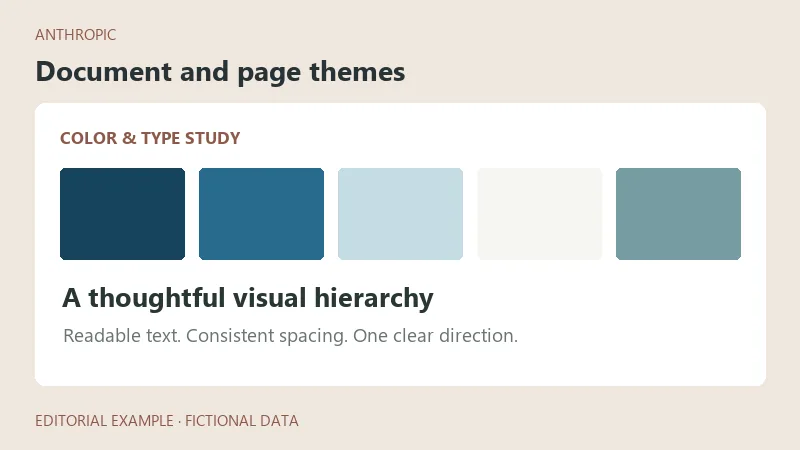 ANTHROPIC
Document and page themes
COLOR & TYPE STUDY
A thoughtful visual hierarchy
Readable text. Consistent spacing. One clear direction.
EDITORIAL EXAMPLE · FICTIONAL DATA